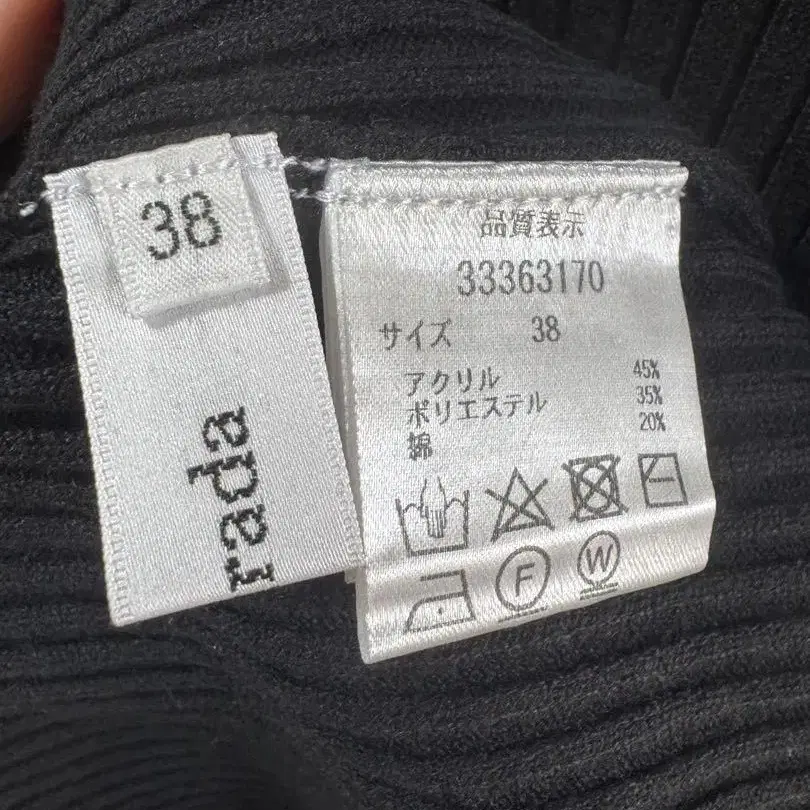 38
rada
品質表示
33363170
サイズ 38
アクリル 45%
ポリエステル 35%
綿 20%
F W